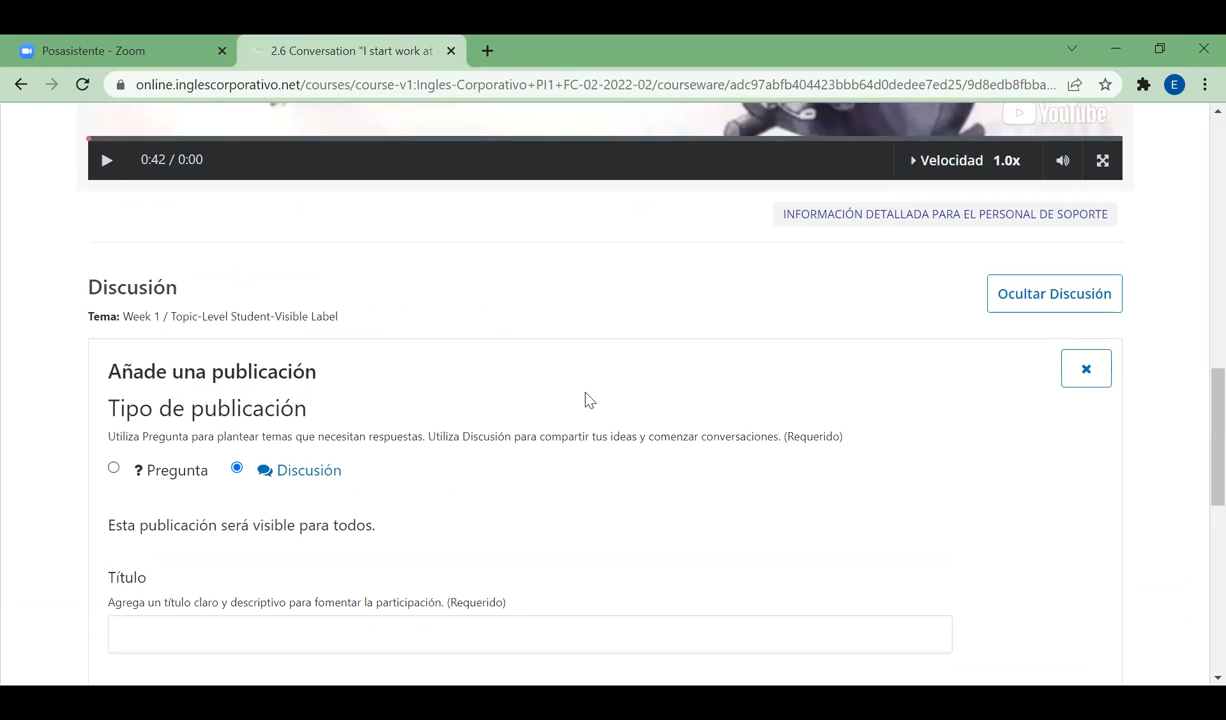 Posasistente - Zoom
2.6 Conversation "I start work at
online.inglescorporativo.net/courses/course-v1:Ingles-Corporativo+PI1+FC-02-2022-02/courseware/adc97abfb404423bbb64d0dedee7ed25/9d8edb8fbba...
E
YouTube
0:42 / 0:00
Velocidad 1.0x
INFORMACIÓN DETALLADA PARA EL PERSONAL DE SOPORTE
Discusión
Ocultar Discusión
Tema: Week 1 / Topic-Level Student-Visible Label
Añade una publicación
Tipo de publicación
Utiliza Pregunta para plantear temas que necesitan respuestas. Utiliza Discusión para compartir tus ideas y comenzar conversaciones. (Requerido)
? Pregunta
Discusión
Esta publicación será visible para todos.
Título
Agrega un título claro y descriptivo para fomentar la participación. (Requerido)